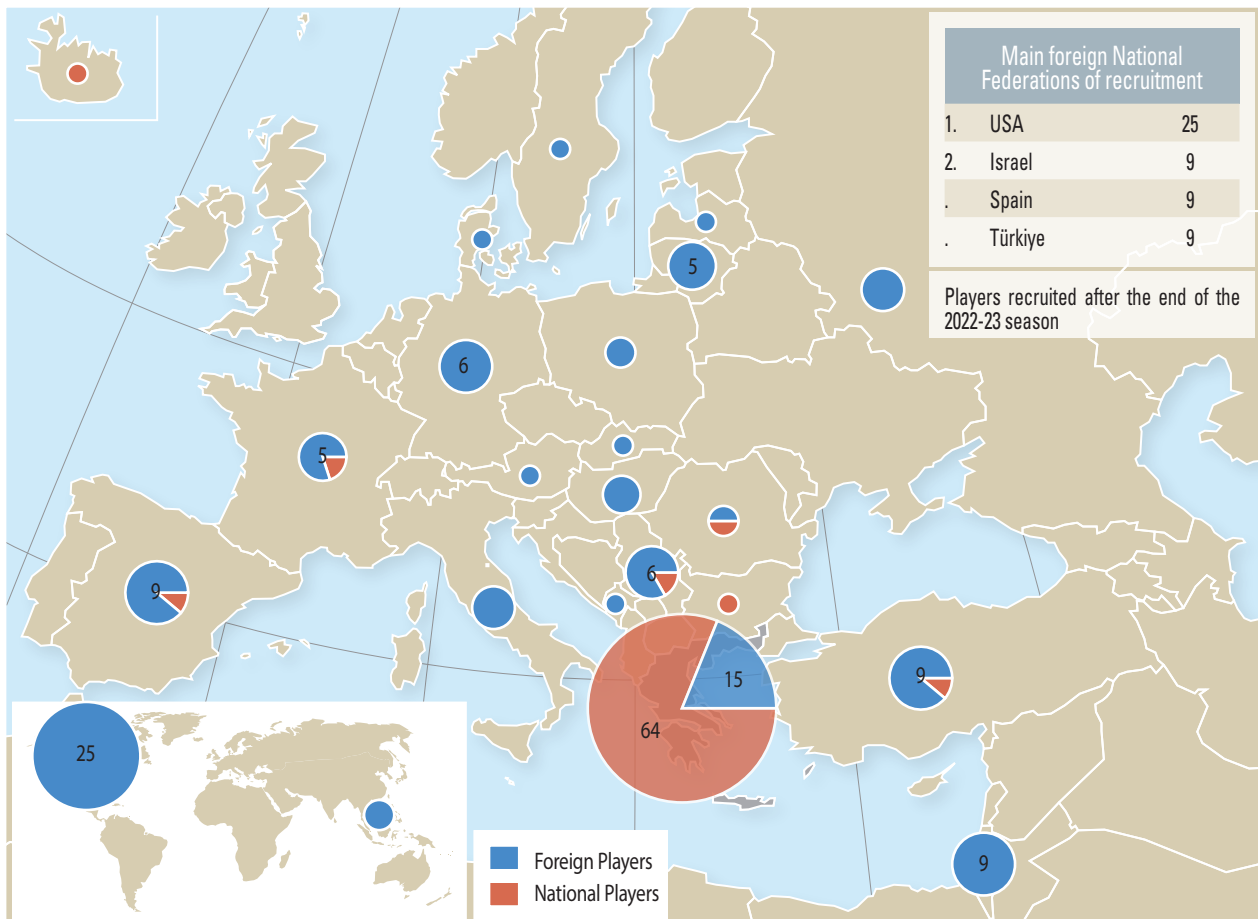 Main foreign National
Federations of recruitment
1. USA 25
2. Israel 9
. Spain 9
. Türkiye 9
Players recruited after the end of the
2022-23 season
5
6
5
9
6
15
64
9
25
9
Foreign Players
National Players